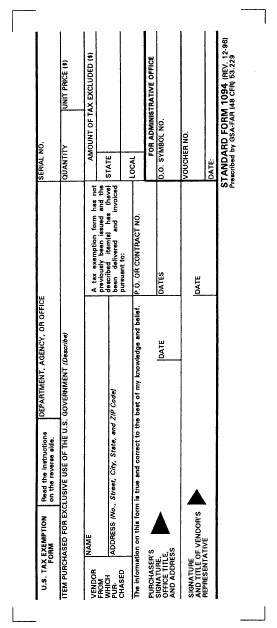 U.S. TAX EXEMPTION
FORM
Read the instructions
on the reverse side.
DEPARTMENT, AGENCY, OR OFFICE
SERIAL NO.
ITEM PURCHASED FOR EXCLUSIVE USE OF THE U.S. GOVERNMENT (Describe)
QUANTITY
UNIT PRICE ($)
VENDOR
FROM
WHICH
PUR-
CHASED
NAME
ADDRESS (No., Street, City, State, and ZIP Code)
A tax exemption form has not
previously been issued and the
described item(s) has (have)
been delivered and invoiced
pursuant to:
AMOUNT OF TAX EXCLUDED ($)
STATE
LOCAL
The information on this form is true and correct to the best of my knowledge and belief.
P.O. OR CONTRACT NO.
FOR ADMINISTRATIVE OFFICE
PURCHASER'S
SIGNATURE,
OFFICE TITLE,
AND ADDRESS
DATE
DATES
D.O. SYMBOL NO.
VOUCHER NO.
SIGNATURE
AND TITLE OF VENDOR'S
REPRESENTATIVE
DATE
DATE:
STANDARD FORM 1094 (REV. 12-96)
Prescribed by GSA-FAR (48 CFR) 53.229